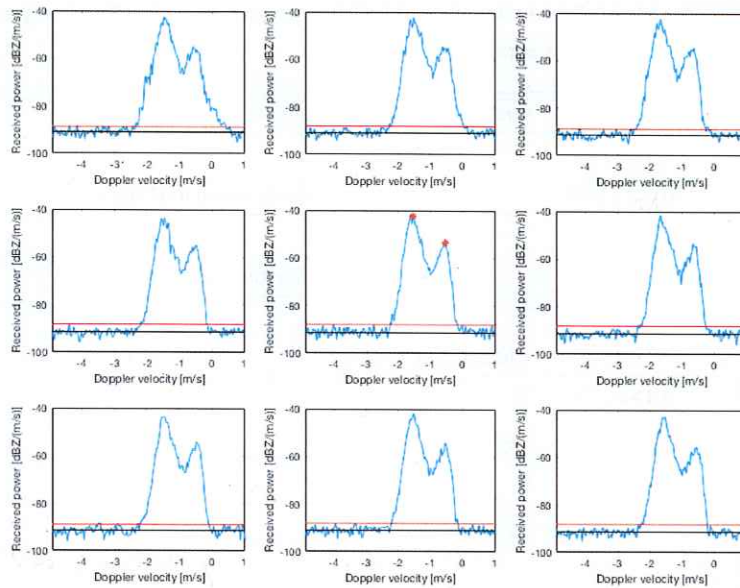 -40
-60
-80
-100
Received power [dBZ/(m/s)]
-4 -3 -2 -1 0 1
Doppler velocity [m/s]
-40
-60
-80
-100
Received power [dBZ/(m/s)]
-4 -3 -2 -1 0 1
Doppler velocity [m/s]
-40
-60
-80
-100
Received power [dBZ/(m/s)]
-4 -3 -2 -1 0
Doppler velocity [m/s]
-40
-60
-80
-100
Received power [dBZ/(m/s)]
-4 -3 -2 -1 0 1
Doppler velocity [m/s]
-40
-60
-80
-100
Received power [dBZ/(m/s)]
-4 -3 -2 -1 0 1
Doppler velocity [m/s]
-40
-60
-80
-100
Received power [dBZ/(m/s)]
-4 -3 -2 -1 0
Doppler velocity [m/s]
-40
-60
-80
-100
Received power [dBZ/(m/s)]
-4 -3 -2 -1 0 1
Doppler velocity [m/s]
-40
-60
-80
-100
Received power [dBZ/(m/s)]
-4 -3 -2 -1 0 1
Doppler velocity [m/s]
-40
-60
-80
-100
Received power [dBZ/(m/s)]
-4 -3 -2 -1 0
Doppler velocity [m/s]